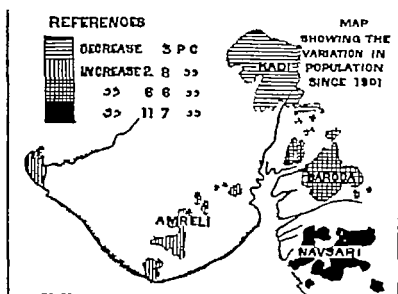 REFERENCES
DECREASE 3 P C
INCREASE 2 8 ,,
,, 6 6 ,,
,, 11 7 ,,
MAP
SHOWING THE
VARIATION IN
POPULATION
SINCE 1901
KADI
BARODA
AMRELI
NAVSARI